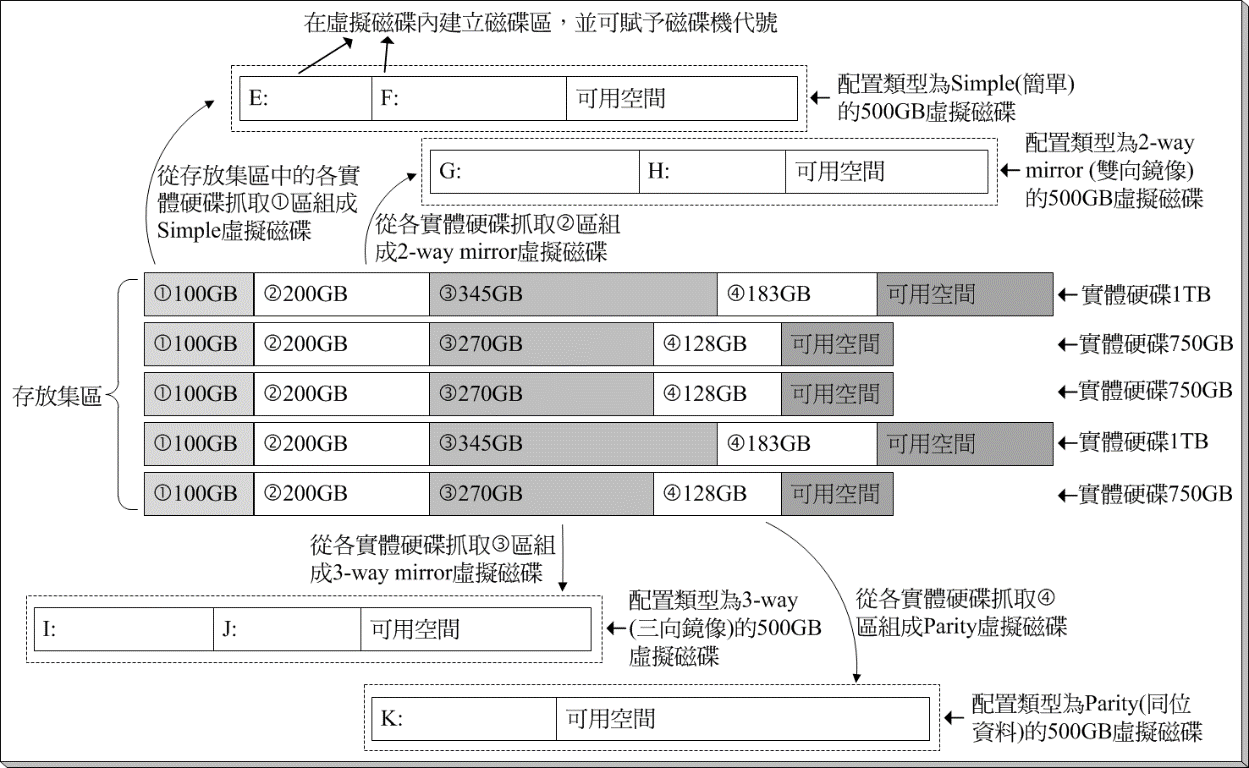 在虛擬磁碟內建立磁碟區，並可賦予磁碟機代號
E: F: 可用空間
配置類型為Simple(簡單)
的500GB虛擬磁碟
G: H: 可用空間
配置類型為2-way
mirror (雙向鏡像)
的500GB虛擬磁碟
從存放集區中的各實
體硬碟抓取①區組成
Simple虛擬磁碟
從各實體硬碟抓取②區組
成2-way mirror虛擬磁碟
存放集區
①100GB ②200GB ③345GB ④183GB 可用空間 實體硬碟1TB
①100GB ②200GB ③270GB ④128GB 可用空間 實體硬碟750GB
①100GB ②200GB ③270GB ④128GB 可用空間 實體硬碟750GB
①100GB ②200GB ③345GB ④183GB 可用空間 實體硬碟1TB
①100GB ②200GB ③270GB ④128GB 可用空間 實體硬碟750GB
從各實體硬碟抓取③區組
成3-way mirror虛擬磁碟
I: J: 可用空間
配置類型為3-way
(三向鏡像)的500GB
虛擬磁碟
從各實體硬碟抓取④
區組成Parity虛擬磁碟
K: 可用空間
配置類型為Parity(同位
資料)的500GB虛擬磁碟